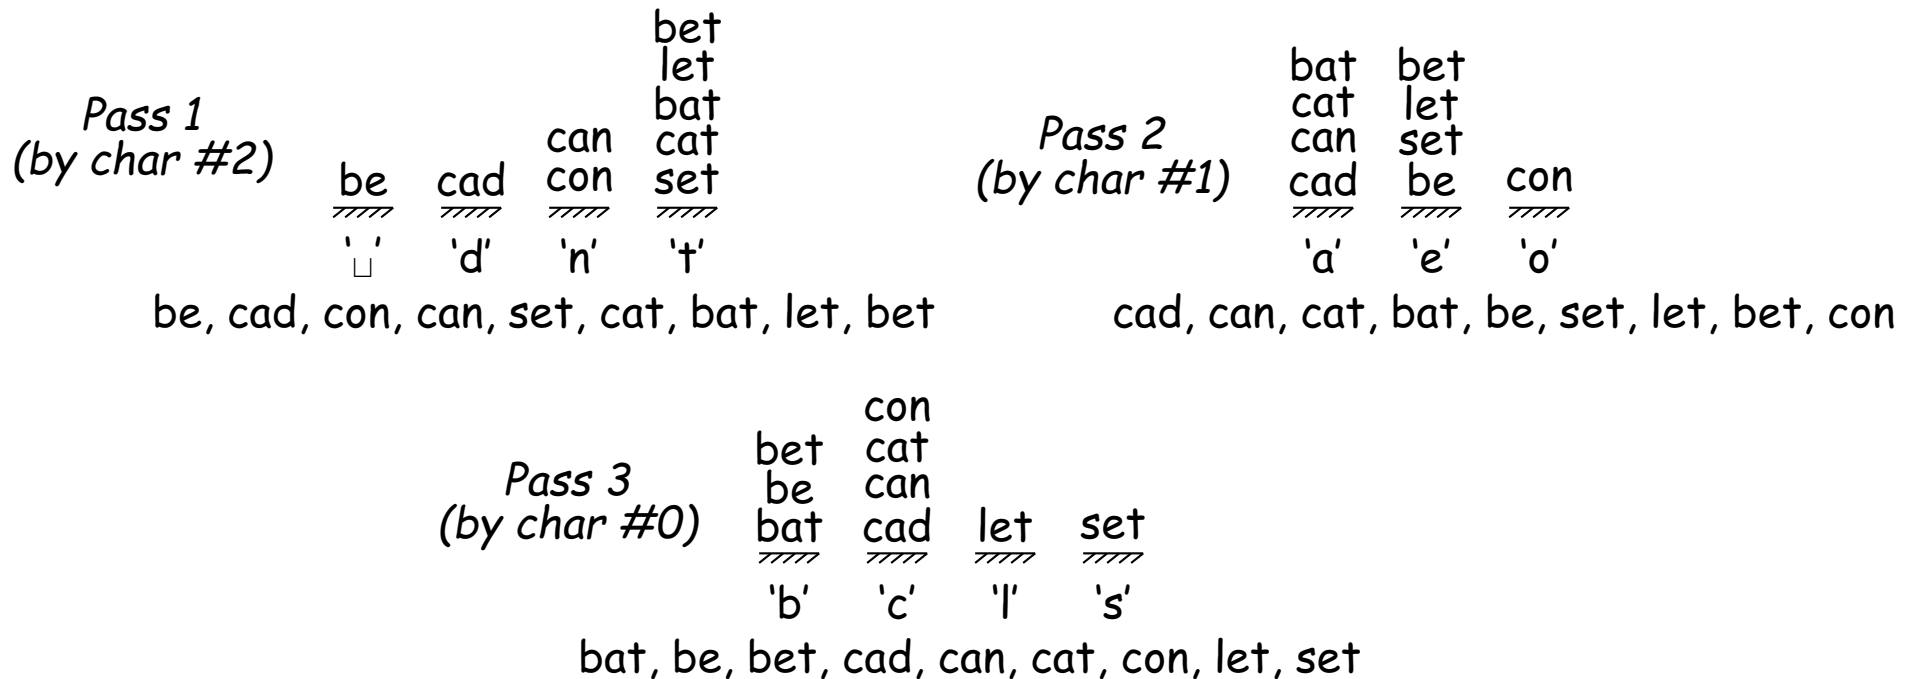 Pass 1
(by char #2)
bet
let
bat
can cat
be cad con set
‘␣’ ‘d’ ‘n’ ‘t’
be, cad, con, can, set, cat, bat, let, bet
Pass 2
(by char #1)
bat bet
cat let
can set
cad be con
‘a’ ‘e’ ‘o’
cad, can, cat, bat, be, set, let, bet, con
Pass 3
(by char #0)
con
bet cat
be can
bat cad let set
‘b’ ‘c’ ‘l’ ‘s’
bat, be, bet, cad, can, cat, con, let, set